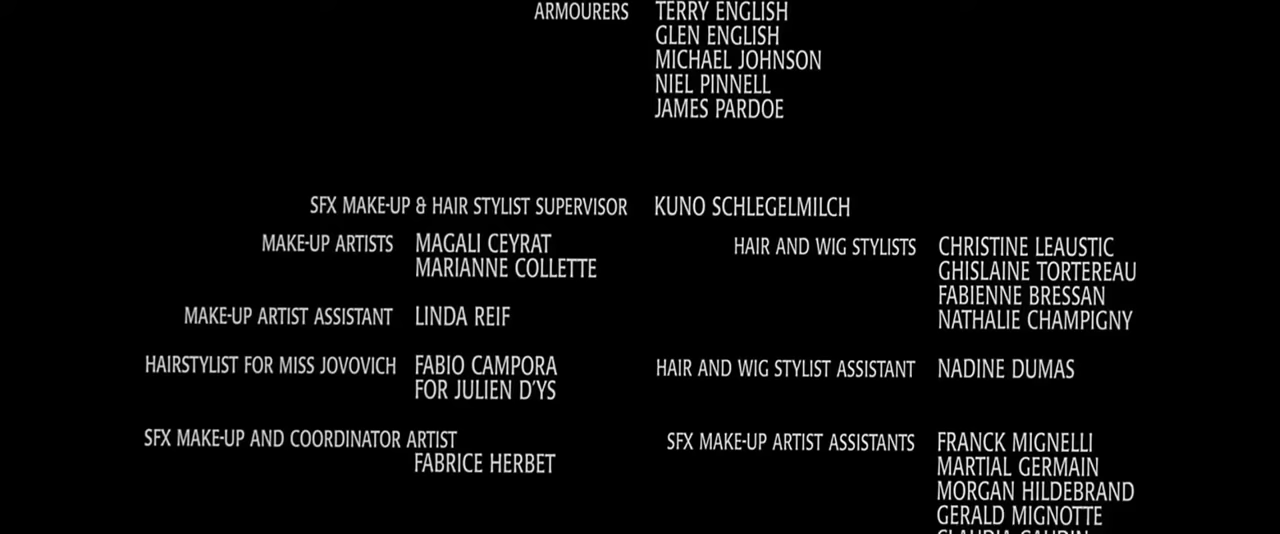 ARMOURERS TERRY ENGLISH
GLEN ENGLISH
MICHAEL JOHNSON
NIEL PINNELL
JAMES PARDOE
SFX MAKE-UP & HAIR STYLIST SUPERVISOR KUNO SCHLEGELMILCH
MAKE-UP ARTISTS MAGALI CEYRAT
MARIANNE COLLETTE
MAKE-UP ARTIST ASSISTANT LINDA REIF
HAIRSTYLIST FOR MISS JOVOVICH FABIO CAMPORA
FOR JULIEN D'YS
SFX MAKE-UP AND COORDINATOR ARTIST
FABRICE HERBET
HAIR AND WIG STYLISTS CHRISTINE LEAUSTIC
GHISLAINE TORTEREAU
FABIENNE BRESSAN
NATHALIE CHAMPIGNY
HAIR AND WIG STYLIST ASSISTANT NADINE DUMAS
SFX MAKE-UP ARTIST ASSISTANTS FRANCK MIGNELLI
MARTIAL GERMAIN
MORGAN HILDEBRAND
GERALD MIGNOTTE